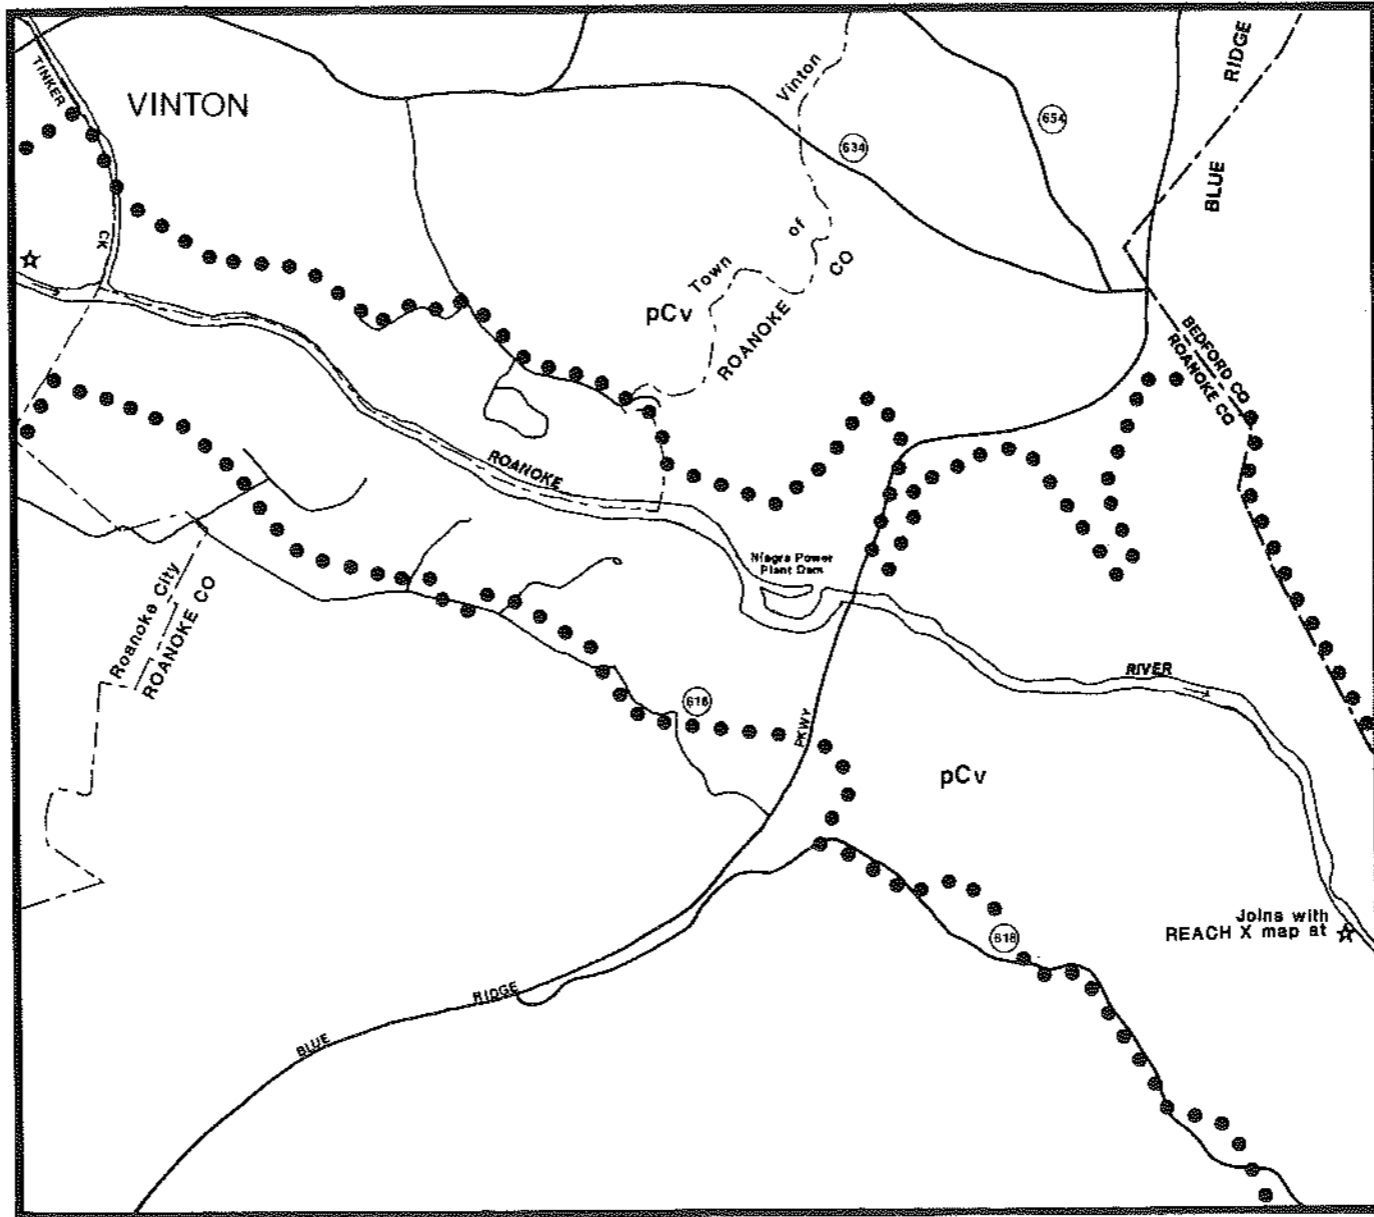 TINKER
VINTON
CK
Vinton
of
Town
ROANOKE CO
pCv
634
654
RIDGE
BLUE
BEDFORD CO
ROANOKE CO
ROANOKE
Niagra Power
Plant Dam
Roanoke City
ROANOKE CO
616
PKWY
RIVER
pCv
618
Joins with
REACH X map at
RIDGE
BLUE